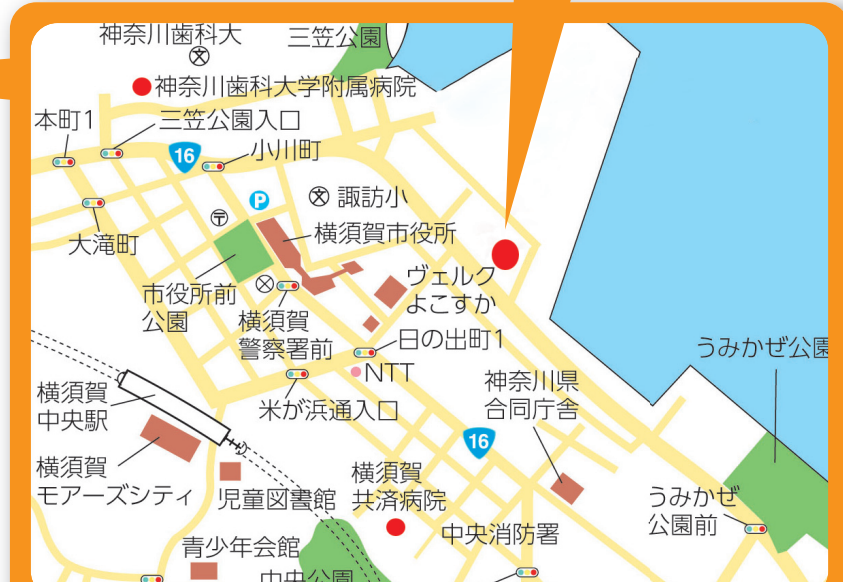 神奈川歯科大
三笠公園
神奈川歯科大学附属病院
本町1
三笠公園入口
16
小川町
P
諏訪小
大滝町
横須賀市役所
市役所前
公園
横須賀
警察署前
ヴェルク
よこすか
日の出町1
うみかぜ公園
NTT
横須賀
中央駅
米が浜通入口
神奈川県
合同庁舎
16
横須賀
モアーズシティ
児童図書館
横須賀
共済病院
うみかぜ
公園前
中央消防署
青少年会館
中央公園